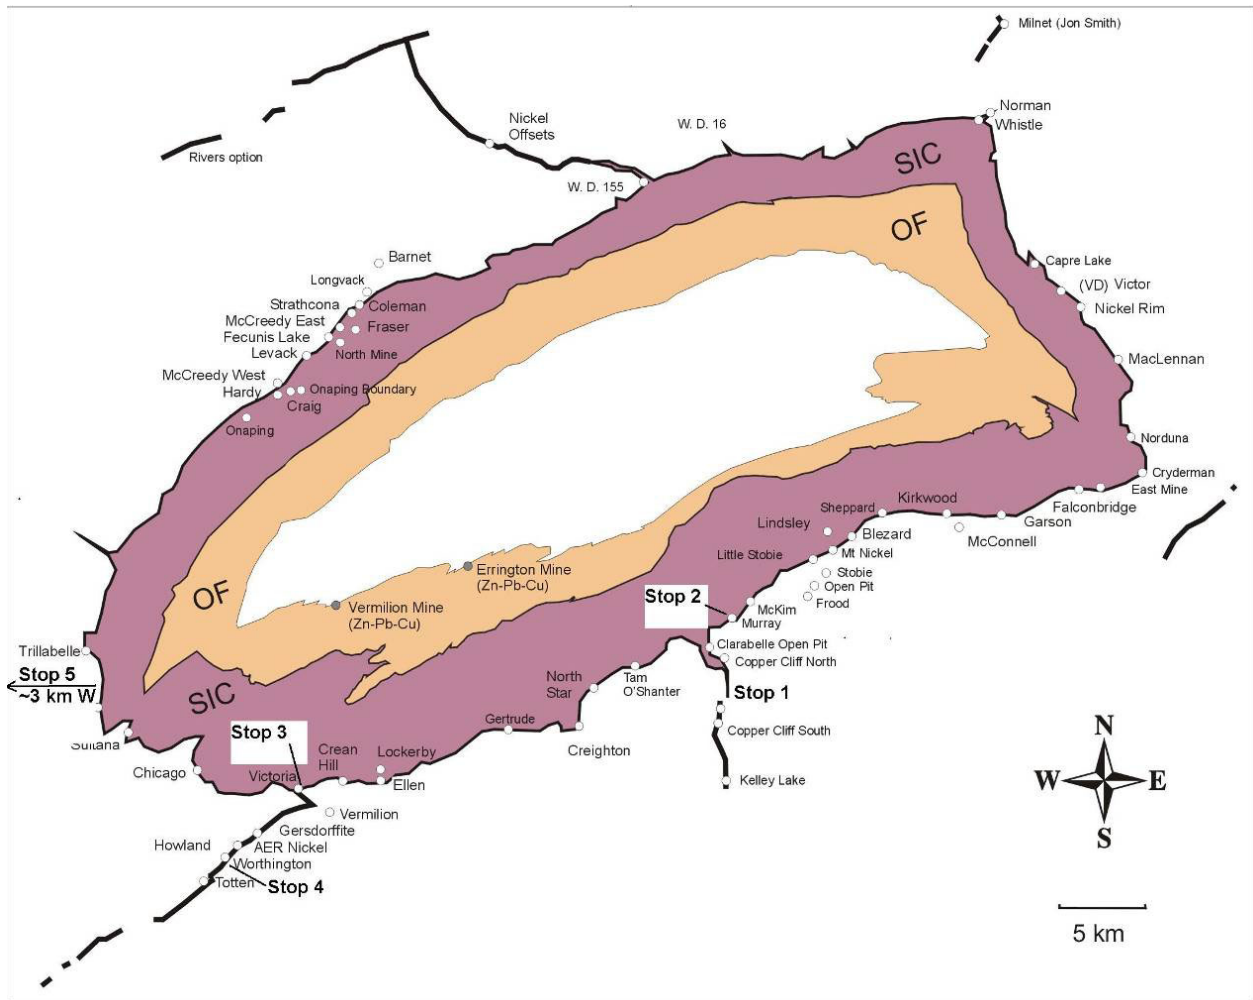 Milnet (Jon Smith)
Nickel
Offsets
W. D. 16
Norman
Whistle
Rivers option
SIC
W. D. 155
OF
Barnet
Capre Lake
Longvack
(VD) Victor
Strathcona
Coleman
Nickel Rim
McCreedy East
Fraser
Fecunis Lake
Levack
North Mine
MacLennan
McCreedy West
Hardy
Onaping Boundary
Craig
Onaping
Norduna
Cryderman
East Mine
Kirkwood
Sheppard
Falconbridge
Garson
Lindsley
Blezard
McConnell
Little Stobie
Mt Nickel
Errington Mine
(Zn-Pb-Cu)
Stobie
Open Pit
Frood
OF
Stop 2
Vermilion Mine
(Zn-Pb-Cu)
McKim
Murray
Trillabelle
Clarabelle Open Pit
Copper Cliff North
Stop 5
~3 km W
SIC
North
Star
Tam
O'Shanter
Stop 1
Sultana
Stop 3
Gertrude
Copper Cliff South
Crean
Hill
Lockerby
Creighton
Chicago
Victoria
Ellen
Kelley Lake
Vermilion
Gersdorffite
Howland
AER Nickel
Worthington
Totten
Stop 4
N
W
E
S
5 km